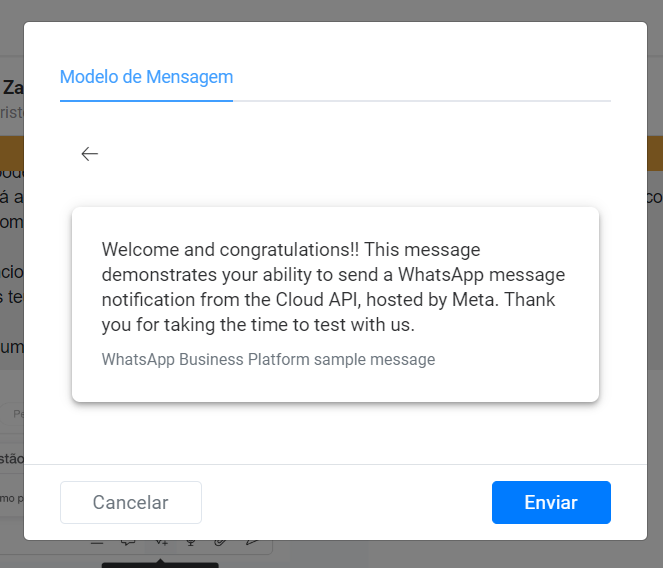 Modelo de Mensagem
Za
Welcome and congratulations!! This message
demonstrates your ability to send a WhatsApp message
notification from the Cloud API, hosted by Meta. Thank
you for taking the time to test with us.
WhatsApp Business Platform sample message
Cancelar
Enviar